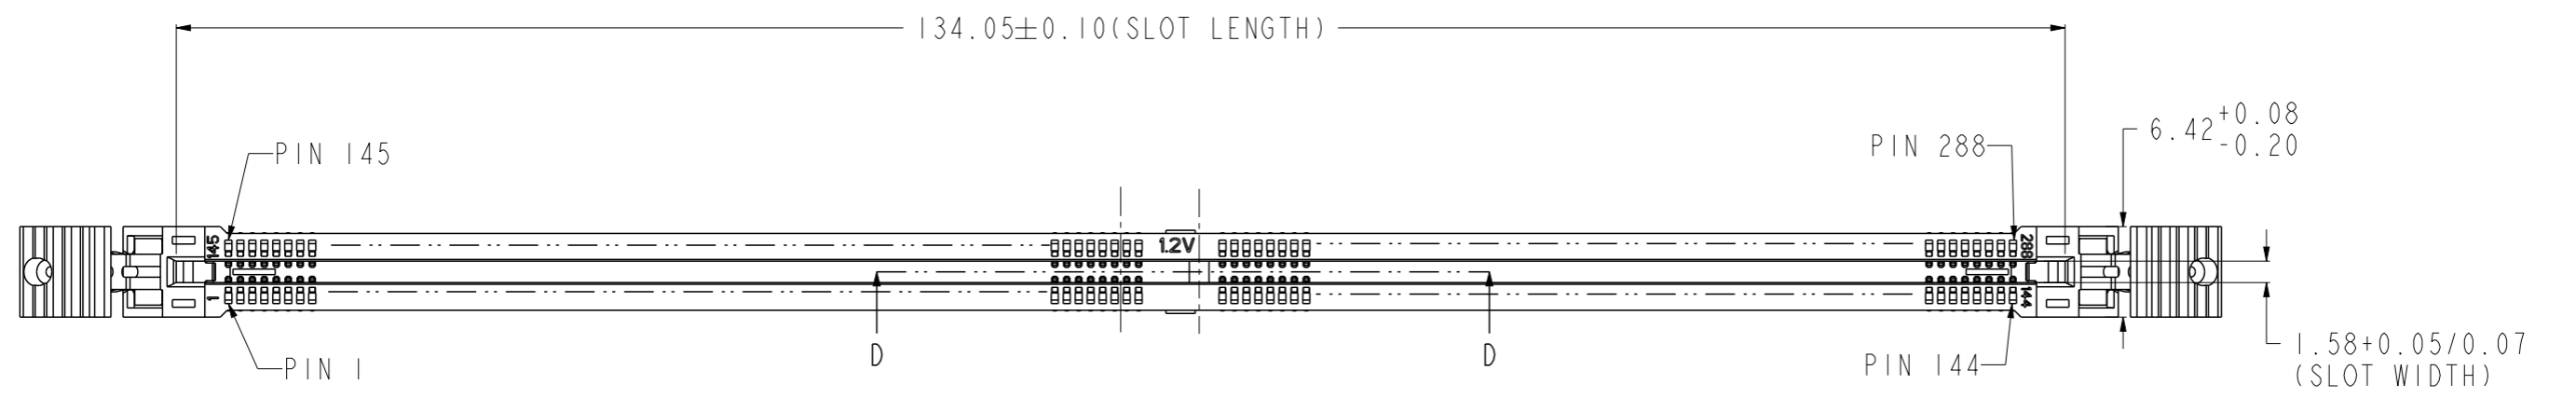 134.05±0.10(SLOT LENGTH)
6.42 +0.08
-0.20
PIN 145
PIN 288
145
1.2V
288
1
144
D
D
PIN 1
PIN 144
1.58+0.05/0.07
(SLOT WIDTH)